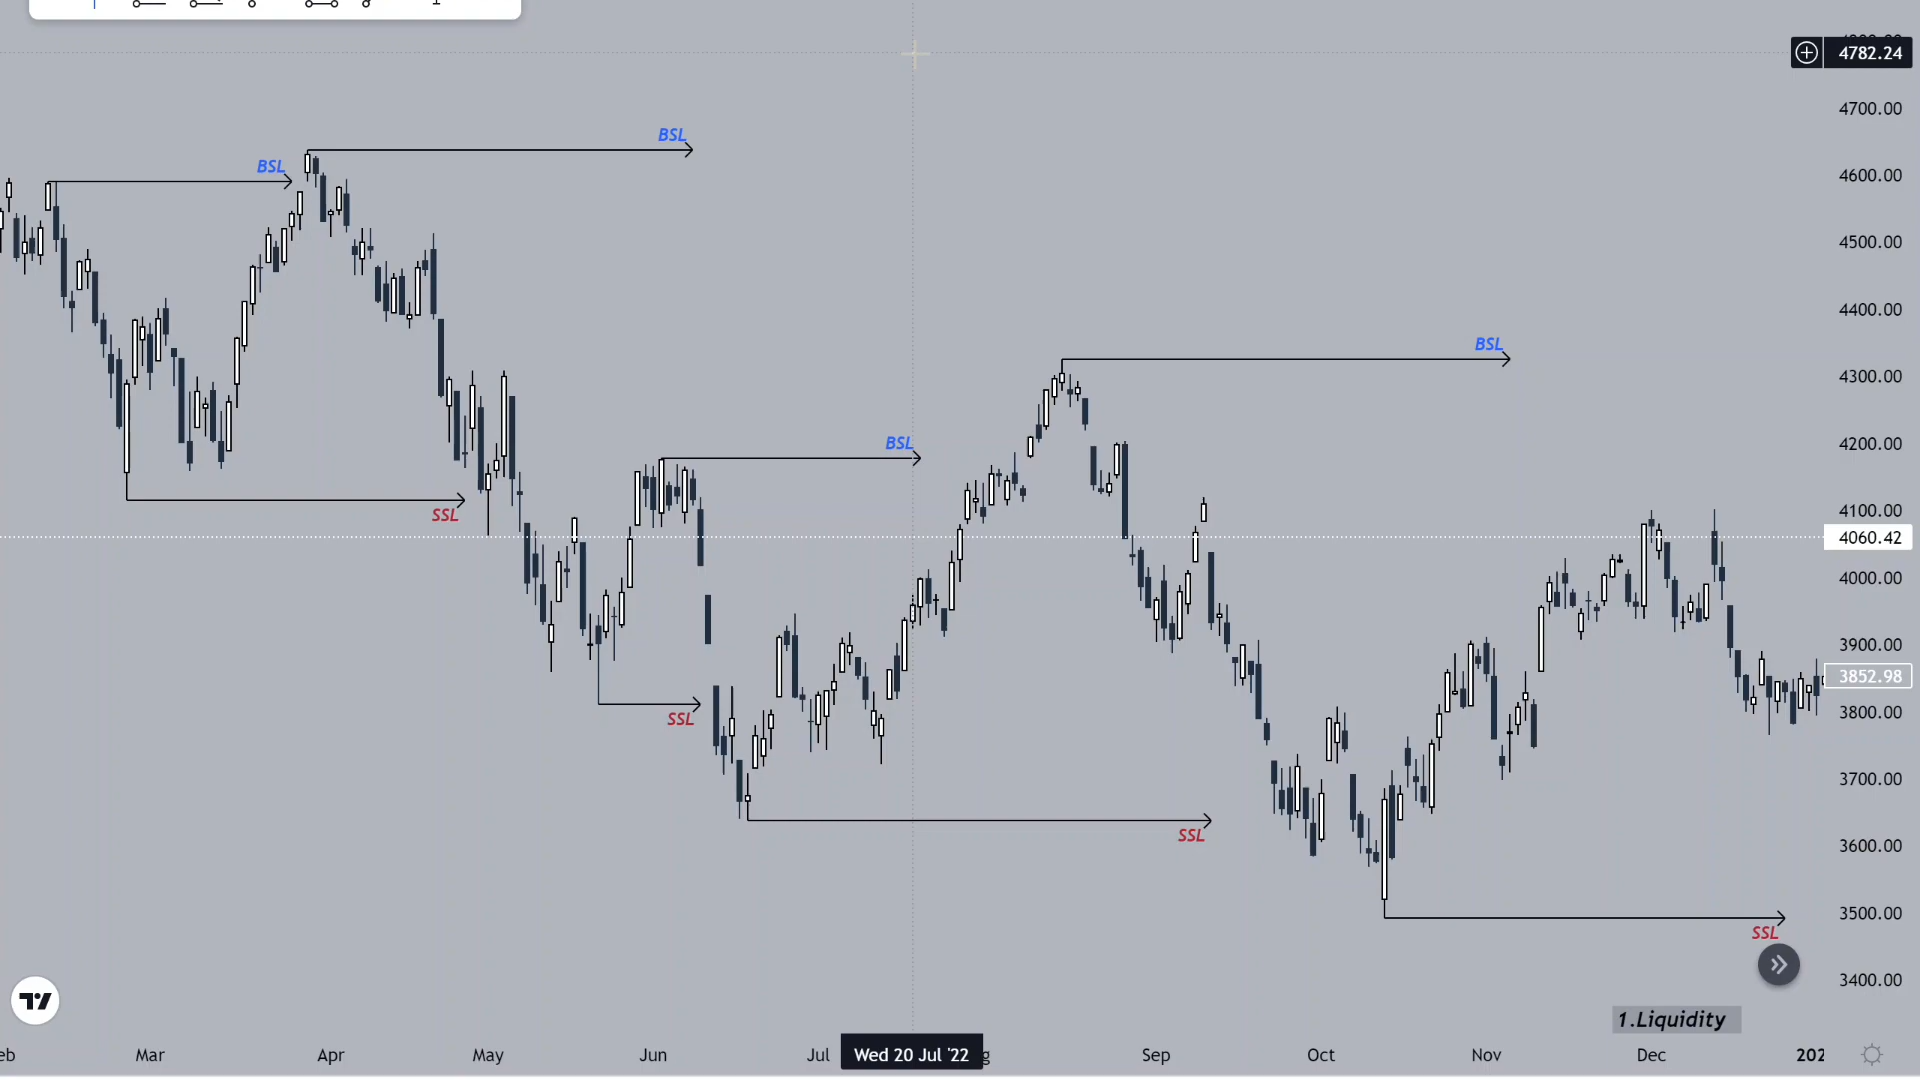 4782.24
4700.00
BSL
BSL
4600.00
4500.00
4400.00
BSL
4300.00
BSL
4200.00
SSL
4100.00
4060.42
4000.00
3900.00
3852.98
SSL
3800.00
3700.00
SSL
3600.00
3500.00
SSL
3400.00
1.Liquidity
Mar Apr May Jun Jul Wed 20 Jul '22 Sep Oct Nov Dec